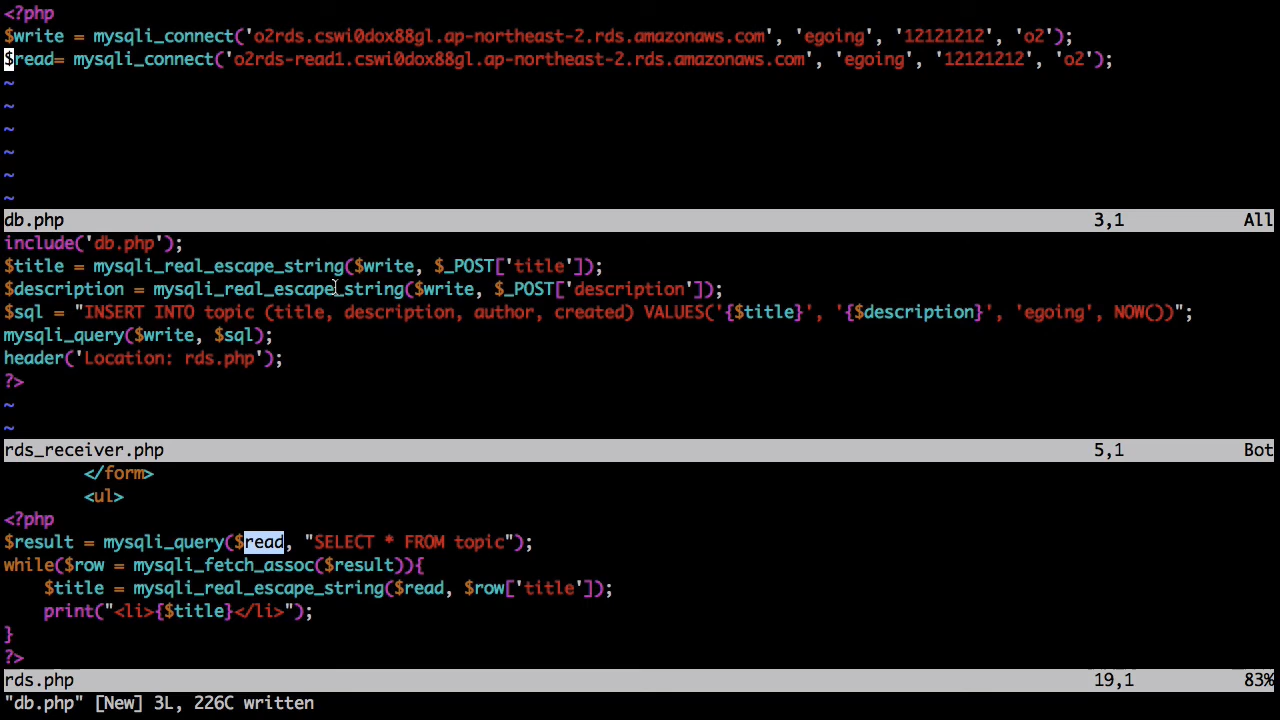 <?php
$write = mysqli_connect('o2rds.cswi0dox88gl.ap-northeast-2.rds.amazonaws.com', 'egoing', '12121212', 'o2');
$read= mysqli_connect('o2rds-read1.cswi0dox88gl.ap-northeast-2.rds.amazonaws.com', 'egoing', '12121212', 'o2');
~
~
~
~
~
~
db.php 3,1 All
include('db.php');
$title = mysqli_real_escape_string($write, $_POST['title']);
$description = mysqli_real_escape_string($write, $_POST['description']);
$sql = "INSERT INTO topic (title, description, author, created) VALUES('{$title}', '{$description}', 'egoing', NOW())";
mysqli_query($write, $sql);
header('Location: rds.php');
?>
~
~
rds_receiver.php 5,1 Bot
</form>
<ul>
<?php
$result = mysqli_query($read, "SELECT * FROM topic");
while($row = mysqli_fetch_assoc($result)){
$title = mysqli_real_escape_string($read, $row['title']);
print("<li>{$title}</li>");
}
?>
rds.php 19,1 83%
"db.php" [New] 3L, 226C written